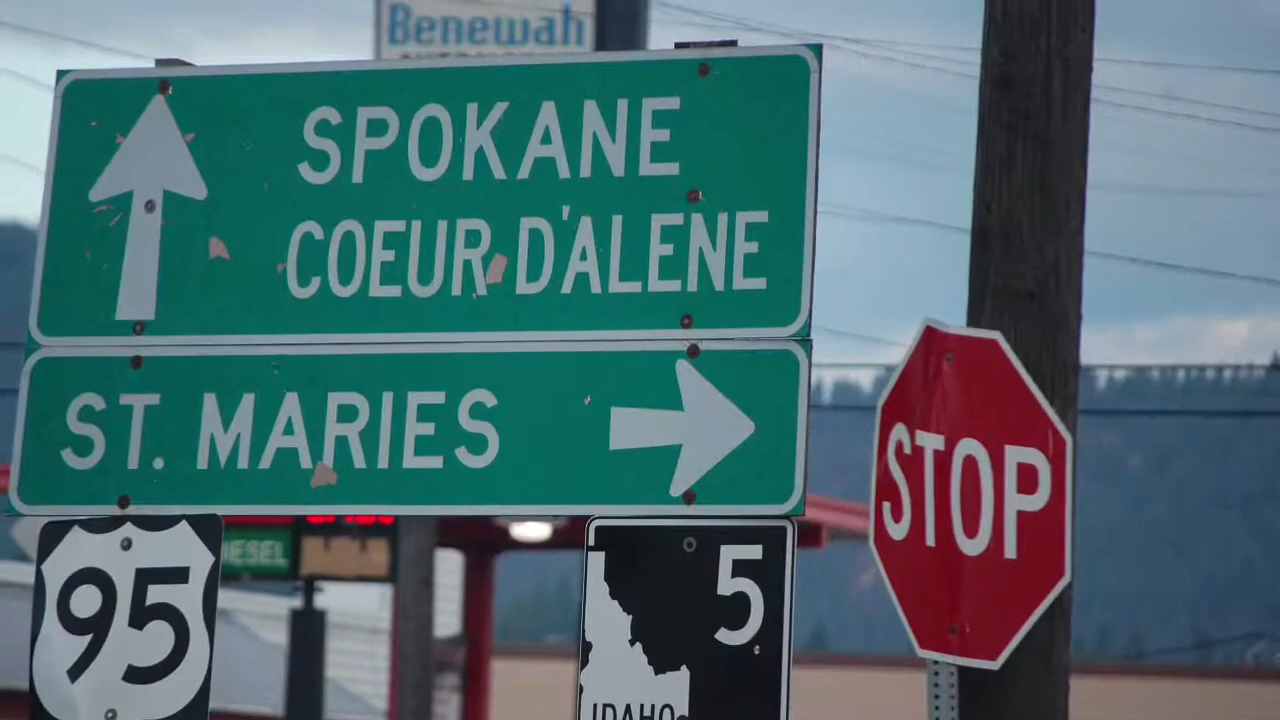 Benewah
SPOKANE
COEUR D'ALENE
ST. MARIES
95
DIESEL
5
IDAHO
STOP